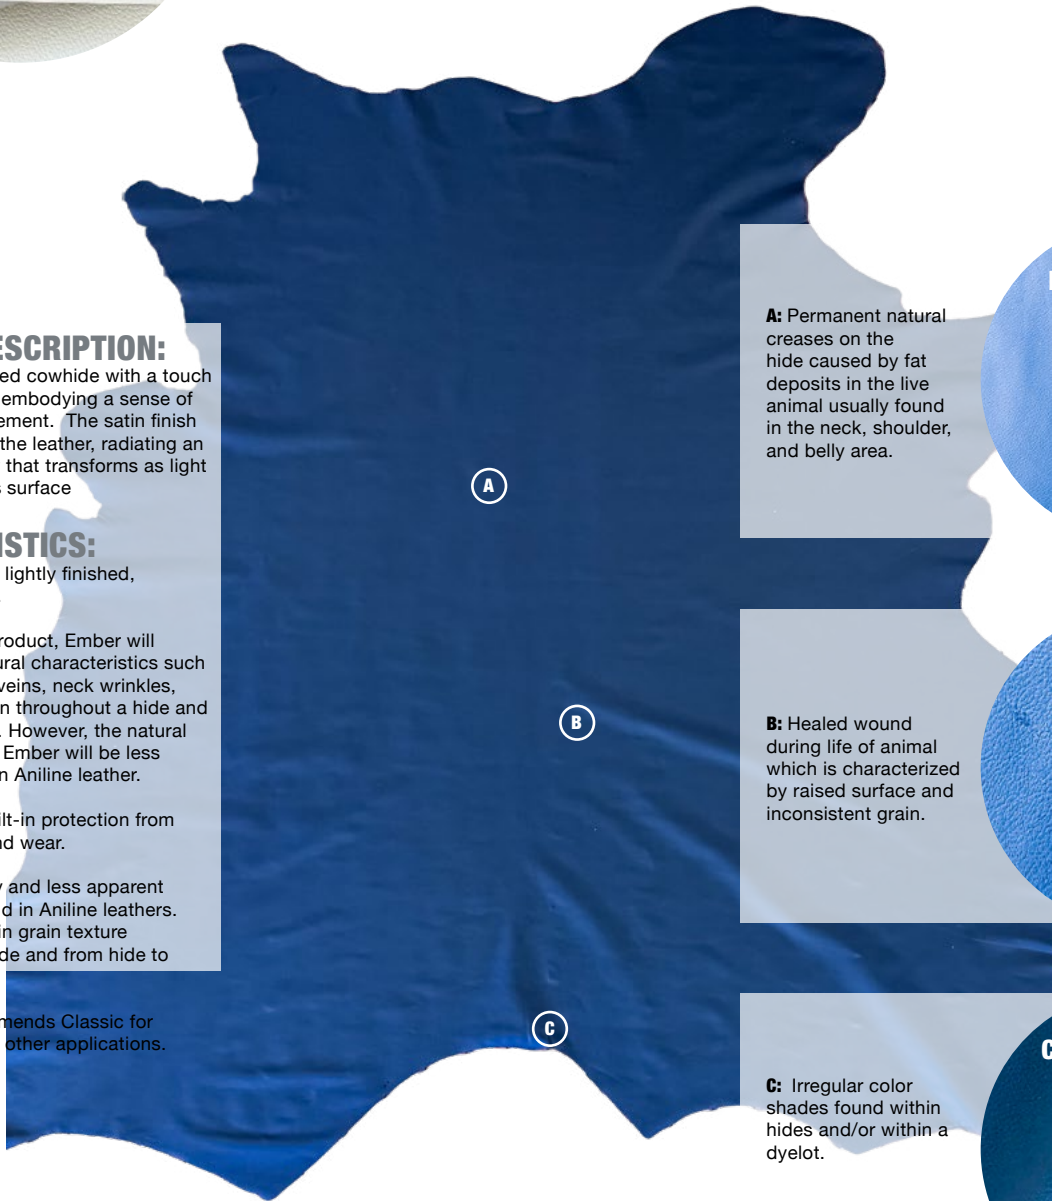 ESCRIPTION:
ed cowhide with a touch
embodying a sense of
ement. The satin finish
the leather, radiating an
that transforms as light
s surface
ISTICS:
lightly finished,
roduct, Ember will
ural characteristics such
veins, neck wrinkles,
n throughout a hide and
. However, the natural
Ember will be less
n Aniline leather.
ilt-in protection from
nd wear.
y and less apparent
d in Aniline leathers.
in grain texture
de and from hide to
mends Classic for
other applications.
A
B
C
A: Permanent natural
creases on the
hide caused by fat
deposits in the live
animal usually found
in the neck, shoulder,
and belly area.
B: Healed wound
during life of animal
which is characterized
by raised surface and
inconsistent grain.
C: Irregular color
shades found within
hides and/or within a
dyelot.
C